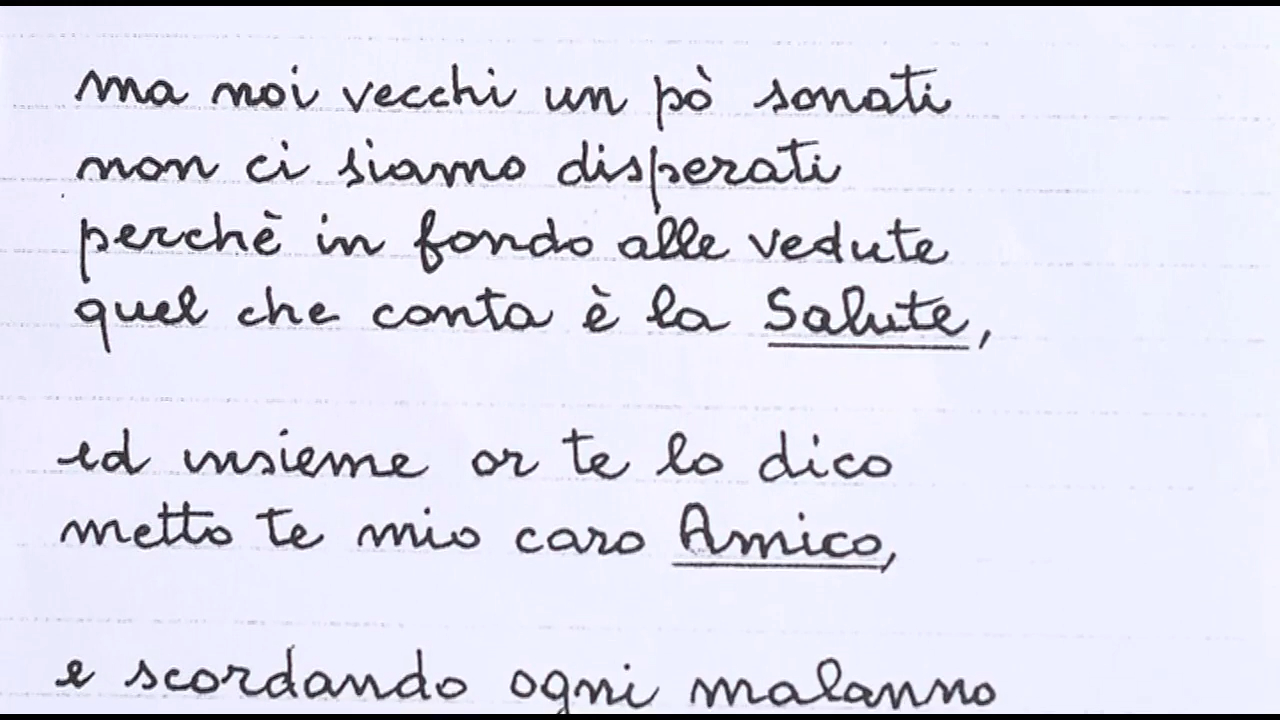 ma noi vecchi un pò sonati
non ci siamo disperati
perchè in fondo alle vedute
quel che conta è la Salute,
ed insieme or te lo dico
metto te mio caro Amico,
e scordando ogni malanno